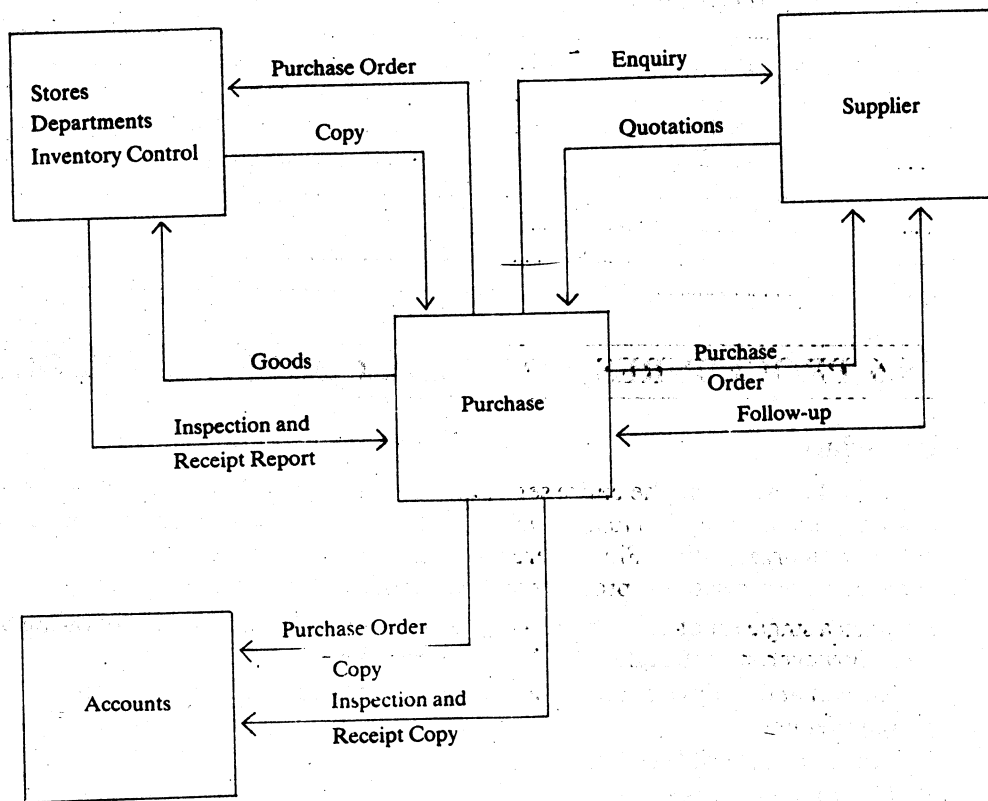 Stores
Departments
Inventory Control
Purchase Order
Copy
Enquiry
Quotations
Supplier
Goods
Inspection and
Receipt Report
Purchase
Purchase
Order
Follow-up
Accounts
Purchase Order
Copy
Inspection and
Receipt Copy